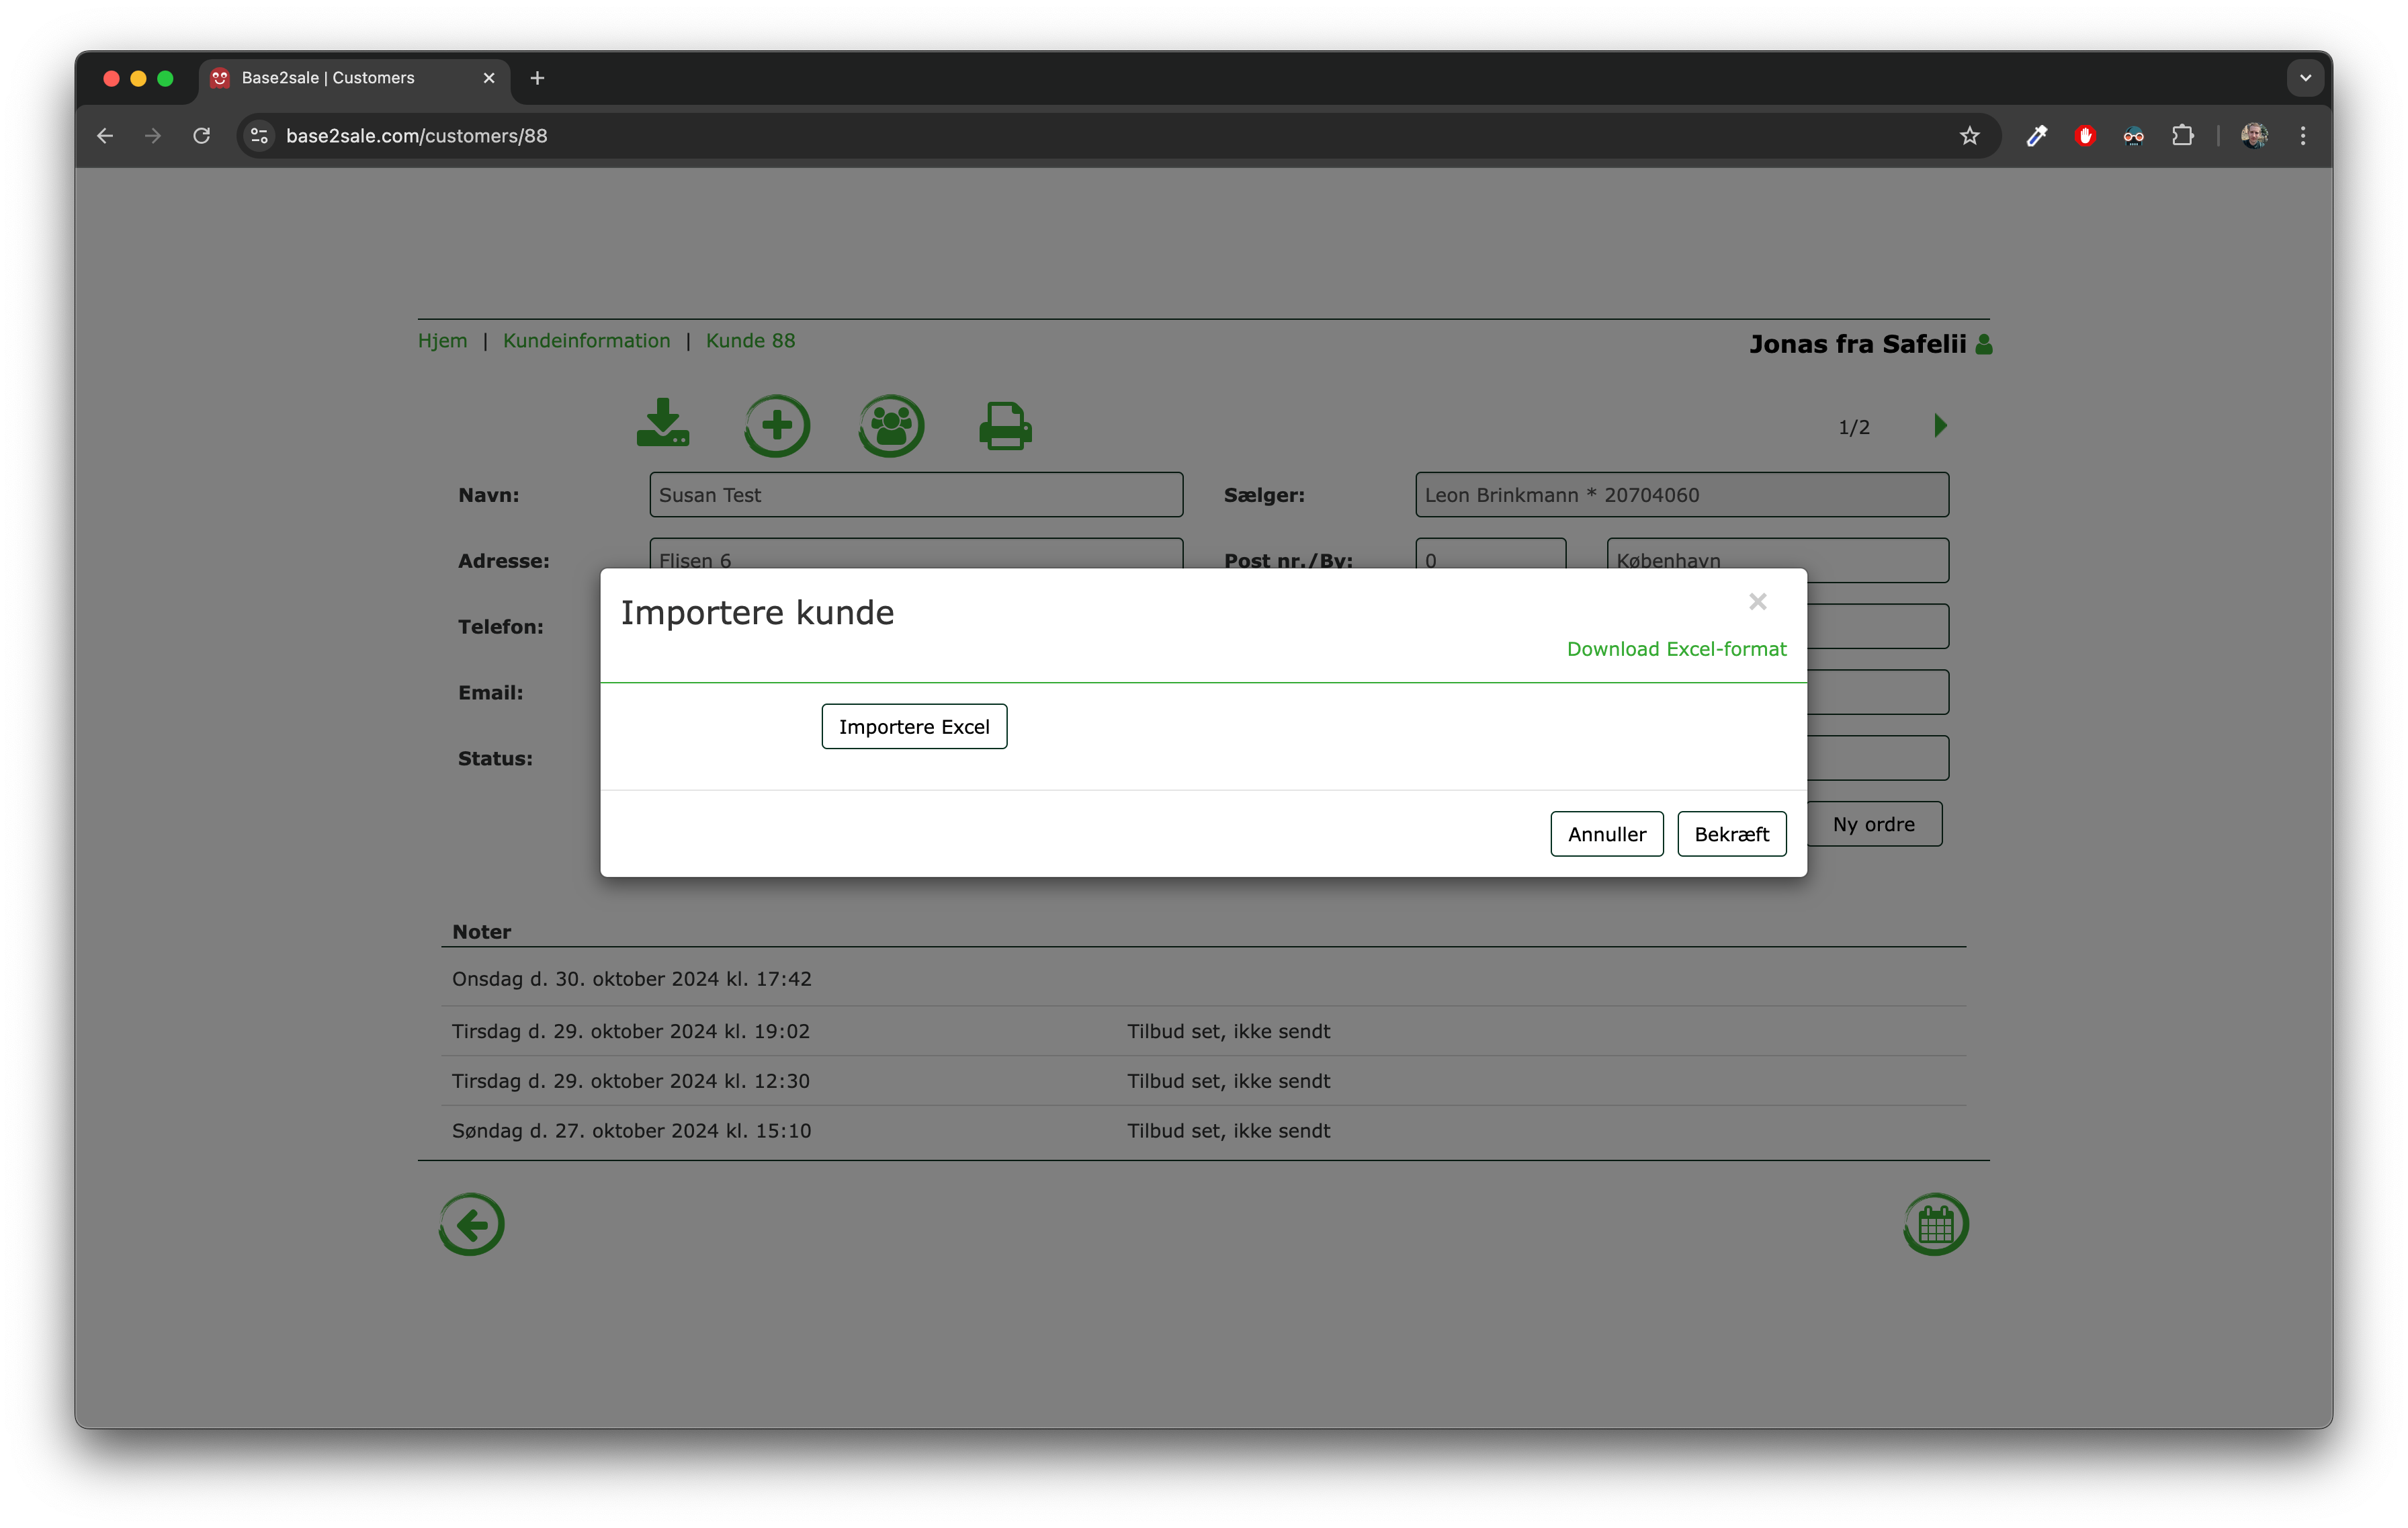 Base2sale | Customers
base2sale.com/customers/88
Hjem | Kundeinformation | Kunde 88
Jonas fra Safelii
1/2
Navn: Susan Test Sælger: Leon Brinkmann * 20704060
Adresse: Flisen 6 Post nr./By: 0 København
Importere kunde
Telefon:
Download Excel-format
Email:
Importere Excel
Status:
Annuller Bekræft Ny ordre
Noter
Onsdag d. 30. oktober 2024 kl. 17:42
Tirsdag d. 29. oktober 2024 kl. 19:02 Tilbud set, ikke sendt
Tirsdag d. 29. oktober 2024 kl. 12:30 Tilbud set, ikke sendt
Søndag d. 27. oktober 2024 kl. 15:10 Tilbud set, ikke sendt